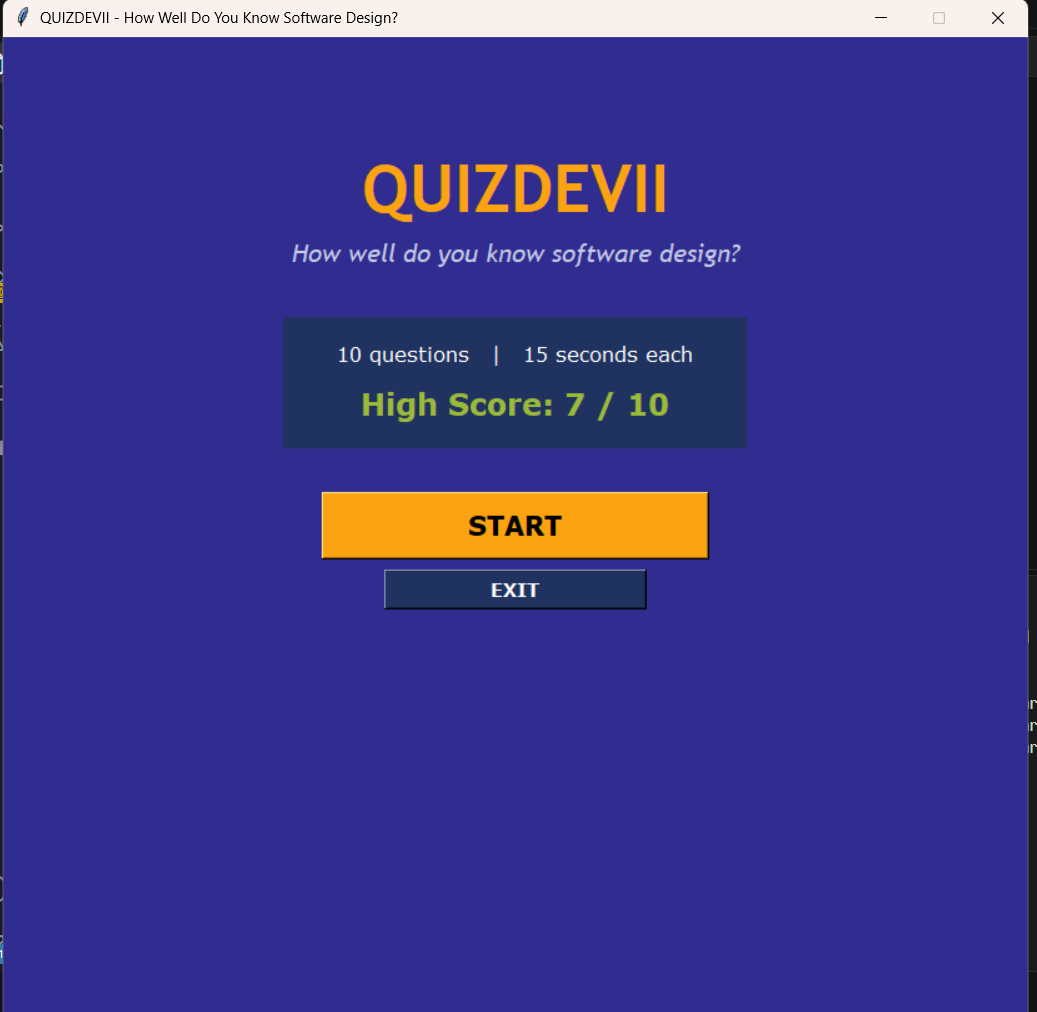 QUIZDEVII - How Well Do You Know Software Design?
QUIZDEVII
How well do you know software design?
10 questions | 15 seconds each
High Score: 7 / 10
START
EXIT